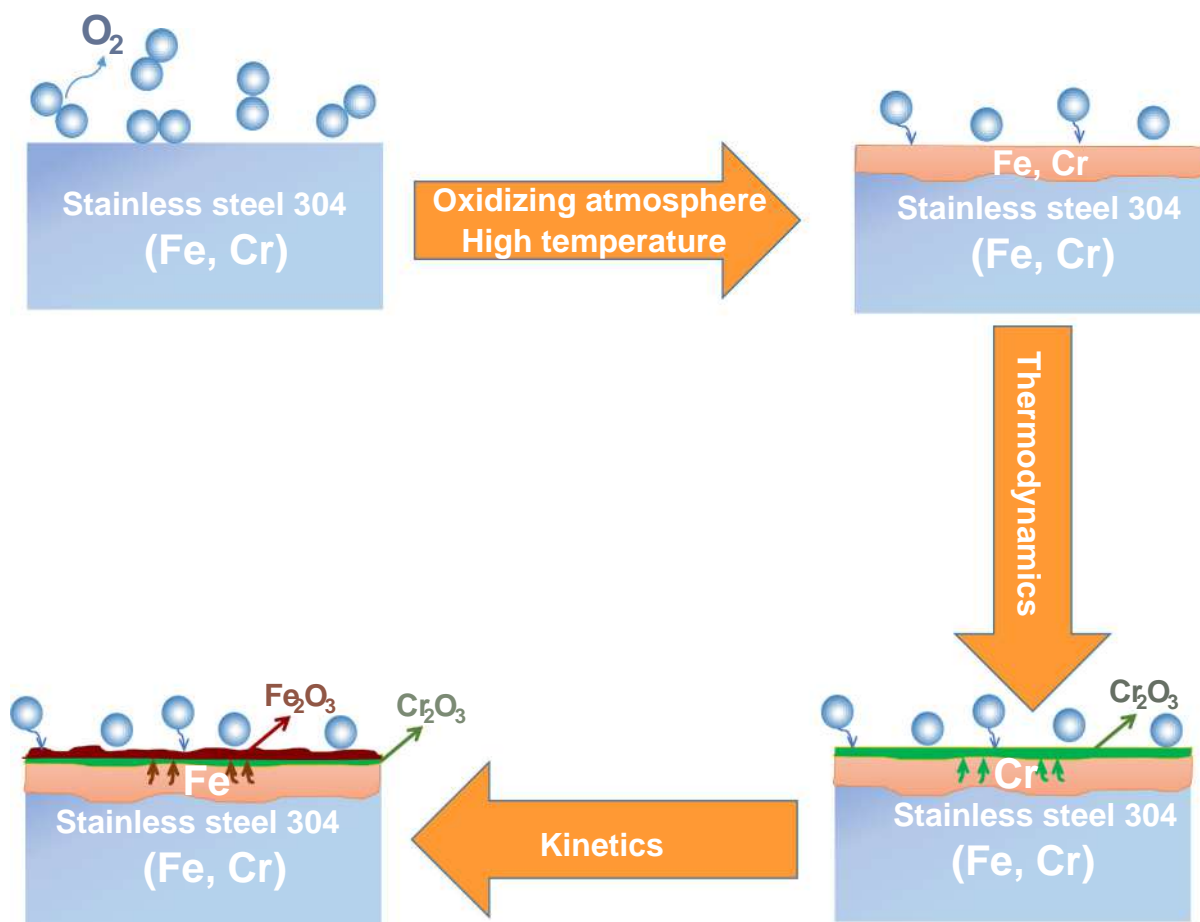 O₂
Stainless steel 304
(Fe, Cr)
Oxidizing atmosphere
High temperature
Fe, Cr
Stainless steel 304
(Fe, Cr)
Thermodynamics
Cr₂O₃
Cr
Stainless steel 304
(Fe, Cr)
Kinetics
Fe₂O₃
Cr₂O₃
Fe
Stainless steel 304
(Fe, Cr)